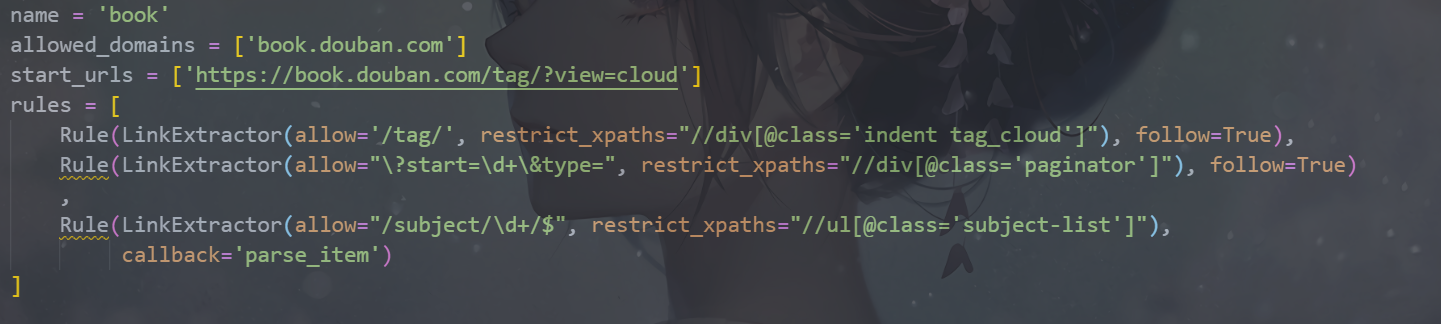 name = 'book'
allowed_domains = ['book.douban.com']
start_urls = ['https://book.douban.com/tag/?view=cloud']
rules = [
    Rule(LinkExtractor(allow='/tag/', restrict_xpaths="//div[@class='indent tag_cloud']"), follow=True),
    Rule(LinkExtractor(allow="\?start=\d+\&type=", restrict_xpaths="//div[@class='paginator']"), follow=True)
    ,
    Rule(LinkExtractor(allow="/subject/\d+/$", restrict_xpaths="//ul[@class='subject-list']"),
         callback='parse_item')
]